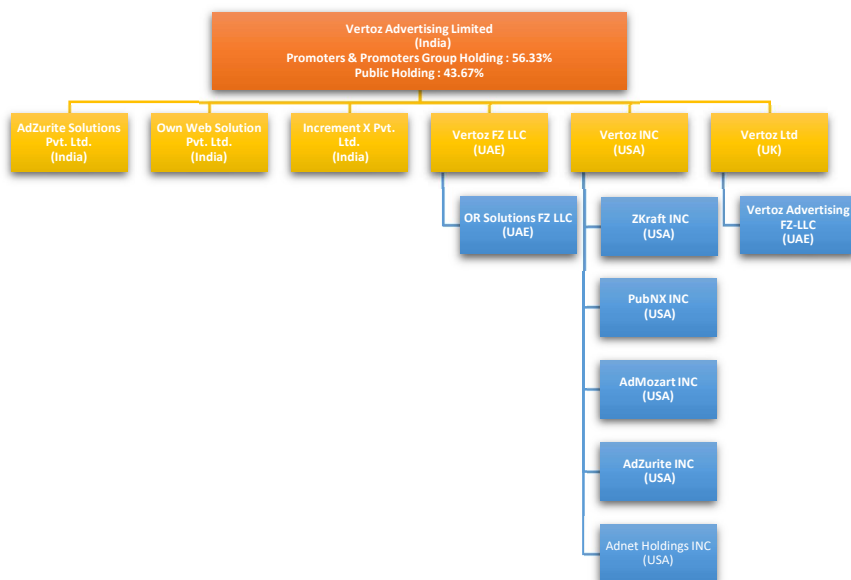 Vertoz Advertising Limited
(India)
Promoters & Promoters Group Holding : 56.33%
Public Holding : 43.67%
AdZurite Solutions
Pvt. Ltd.
(India)
Own Web Solution
Pvt. Ltd.
(India)
Increment X Pvt.
Ltd.
(India)
Vertoz FZ LLC
(UAE)
Vertoz INC
(USA)
Vertoz Ltd
(UK)
OR Solutions FZ LLC
(UAE)
ZKraft INC
(USA)
Vertoz Advertising
FZ-LLC
(UAE)
PubNX INC
(USA)
AdMozart INC
(USA)
AdZurite INC
(USA)
Adnet Holdings INC
(USA)